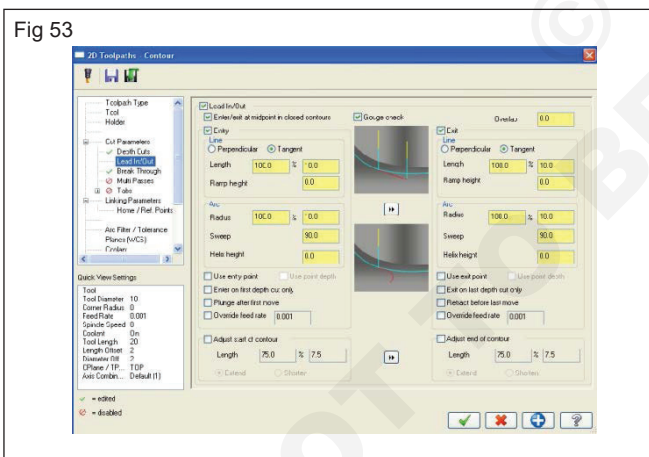 Fig 53
2D Toolpaths - Contour
Toolpath Type
Tool
Holder
Cut Parameters
Depth Cuts
Lead In/Out
Break Through
Multi Passes
Tabs
Linking Parameters
Home / Ref. Points
Arc Filter / Tolerance
Planes (WCS)
Coolant
Quick View Settings
Tool
Tool Diameter 10
Corner Radius 0
Feed Rate 0.001
Spindle Speed 0
Coolant On
Tool Length 20
Length Offset 2
Diameter Off 2
CPlane / TP... TOP
Axis Combin... Default (1)
= edited
= disabled
Lead In/Out
Enter/exit at midpoint in closed contours
Gouge check
Overlap 0.0
Entry
Line
Perpendicular Tangent
Length 100.0 % 10.0
Ramp height 0.0
Arc
Radius 100.0 % 10.0
Sweep 90.0
Helix height 0.0
Use entry point Use point depth
Enter on first depth cut only
Plunge after first move
Override feed rate 0.001
Adjust start of contour
Length 75.0 % 7.5
Extend Shorten
Exit
Line
Perpendicular Tangent
Length 100.0 % 10.0
Ramp height 0.0
Arc
Radius 100.0 % 10.0
Sweep 90.0
Helix height 0.0
Use exit point Use point depth
Exit on last depth cut only
Retract before last move
Override feed rate 0.001
Adjust end of contour
Length 75.0 % 7.5
Extend Shorten
©
OT TO BE